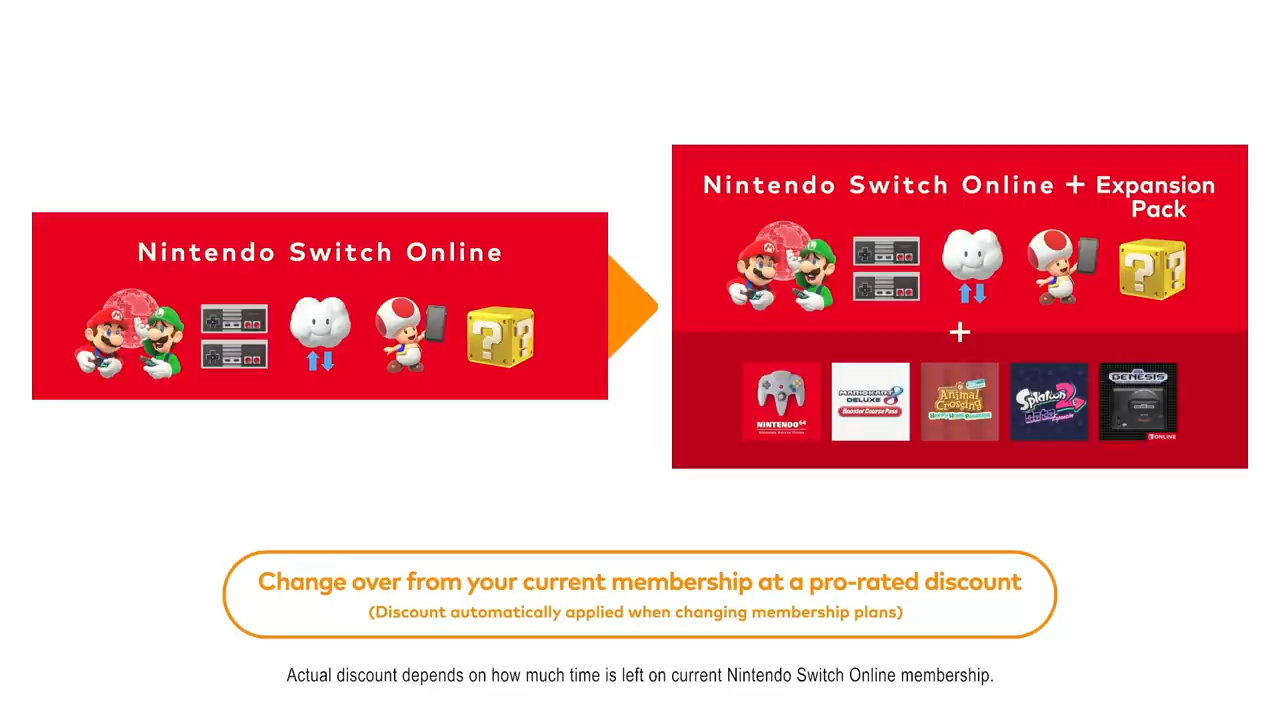 Nintendo Switch Online
Nintendo Switch Online + Expansion
Pack
+
NINTENDO 64
MARIOKART 8
DELUXE
Booster Course Pass
Animal
Crossing
Splatoon 2
GENESIS
ONLINE
Change over from your current membership at a pro-rated discount
(Discount automatically applied when changing membership plans)
Actual discount depends on how much time is left on current Nintendo Switch Online membership.